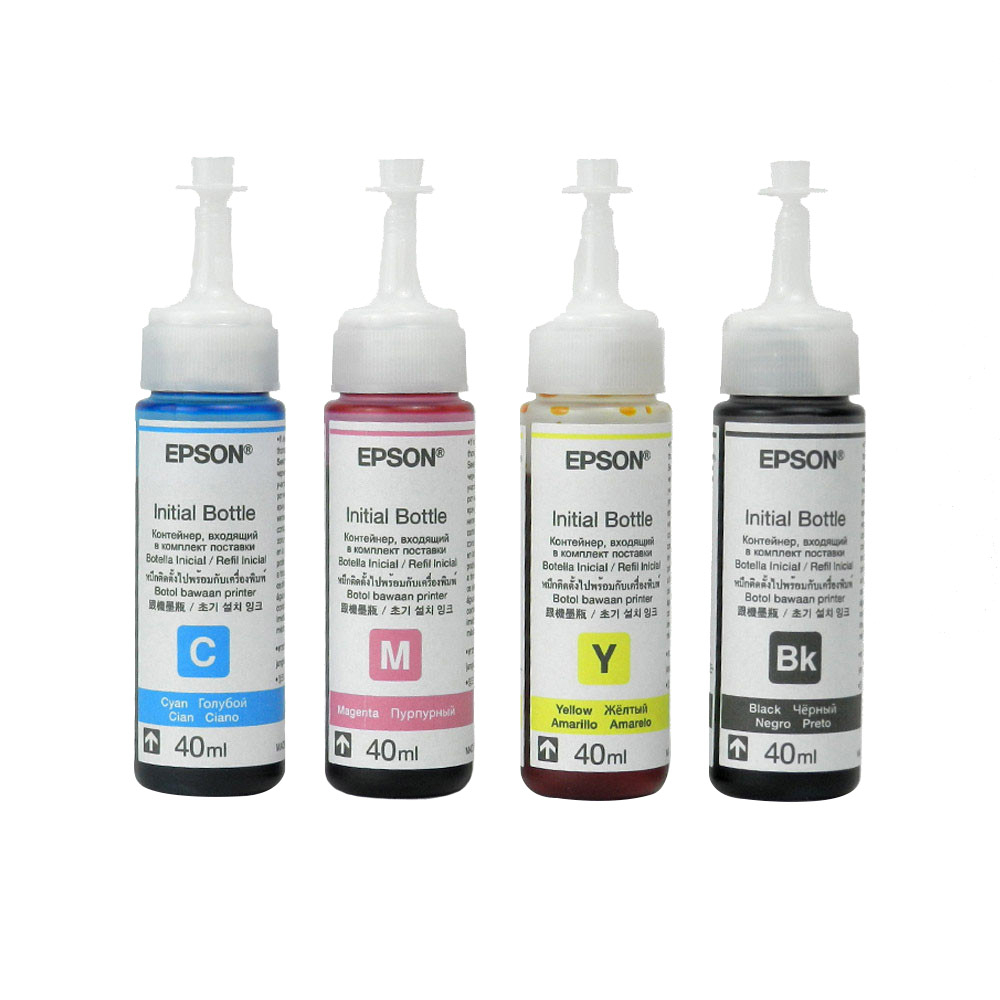 EPSON®
Initial Bottle
Контейнер, входящий
в комплект поставки
Botella Inicial / Refil Inicial
หมึกติดตั้งไปพร้อมกับเครื่องพิมพ์
Botol bawaan printer
跟機墨瓶 / 초기 설치 잉크
C
Cyan Голубой
Cian Ciano
40ml
EPSON®
Initial Bottle
Контейнер, входящий
в комплект поставки
Botella Inicial / Refil Inicial
หมึกติดตั้งไปพร้อมกับเครื่องพิมพ์
Botol bawaan printer
跟機墨瓶 / 초기 설치 잉크
M
Magenta Пурпурный
40ml
EPSON®
Initial Bottle
Контейнер, входящий
в комплект поставки
Botella Inicial / Refil Inicial
หมึกติดตั้งไปพร้อมกับเครื่องพิมพ์
Botol bawaan printer
跟機墨瓶 / 초기 설치 잉크
Y
Yellow Жёлтый
Amarillo Amarelo
40ml
EPSON®
Initial Bottle
Контейнер, входящий
в комплект поставки
Botella Inicial / Refil Inicial
หมึกติดตั้งไปพร้อมกับเครื่องพิมพ์
Botol bawaan printer
跟機墨瓶 / 초기 설치 잉크
Bk
Black Чёрный
Negro Preto
40ml